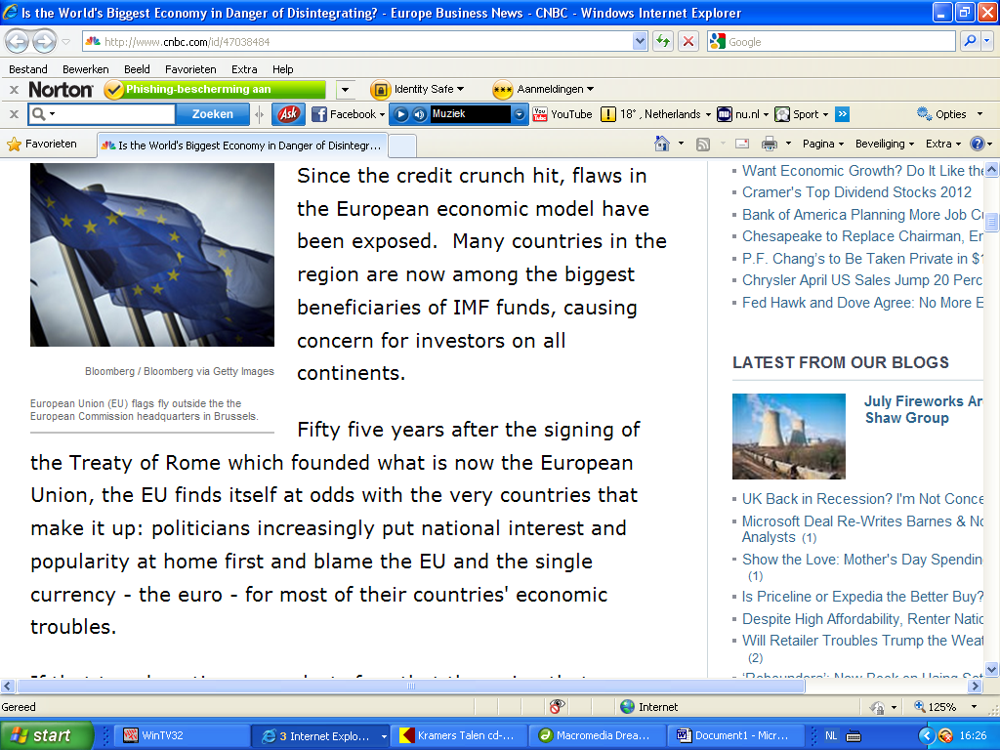 Is the World's Biggest Economy in Danger of Disintegrating? - Europe Business News - CNBC - Windows Internet Explorer
http://www.cnbc.com/id/47038484
Google
Bestand Bewerken Beeld Favorieten Extra Help
x Norton Phishing-bescherming aan Identity Safe Aanmeldingen
x Zoeken Ask Facebook Muziek YouTube 18° , Netherlands nu.nl Sport Opties
Favorieten Is the World's Biggest Economy in Danger of Disintegr... Pagina Beveiliging Extra
Since the credit crunch hit, flaws in
the European economic model have
been exposed. Many countries in the
region are now among the biggest
beneficiaries of IMF funds, causing
concern for investors on all
continents.
Bloomberg / Bloomberg via Getty Images
European Union (EU) flags fly outside the the
European Commission headquarters in Brussels.
Fifty five years after the signing of
the Treaty of Rome which founded what is now the European
Union, the EU finds itself at odds with the very countries that
make it up: politicians increasingly put national interest and
popularity at home first and blame the EU and the single
currency - the euro - for most of their countries' economic
troubles.
Want Economic Growth? Do It Like the
Cramer's Top Dividend Stocks 2012
Bank of America Planning More Job C
Chesapeake to Replace Chairman, Er
P.F. Chang's to Be Taken Private in $1
Chrysler April US Sales Jump 20 Perc
Fed Hawk and Dove Agree: No More E
LATEST FROM OUR BLOGS
July Fireworks Ar
Shaw Group
UK Back in Recession? I'm Not Conce
Microsoft Deal Re-Writes Barnes & No
Analysts (1)
Show the Love: Mother's Day Spendin
(1)
Is Priceline or Expedia the Better Buy?
Despite High Affordability, Renter Natio
Will Retailer Troubles Trump the Weat
(2)
Gereed Internet 125%
start WinTV32 3 Internet Explo... Kramers Talen cd-... Macromedia Drea... Document1 - Micr... NL 16:26